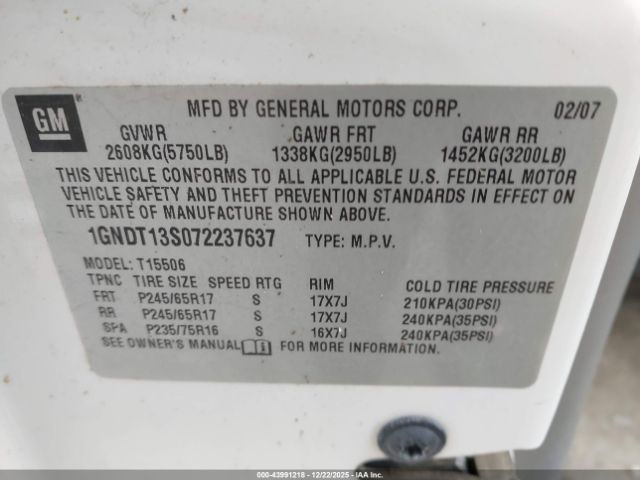 GM
MFD BY GENERAL MOTORS CORP. 02/07
GVWR GAWR FRT GAWR RR
2608KG(5750LB) 1338KG(2950LB) 1452KG(3200LB)
THIS VEHICLE CONFORMS TO ALL APPLICABLE U.S. FEDERAL MOTOR
VEHICLE SAFETY AND THEFT PREVENTION STANDARDS IN EFFECT ON
THE DATE OF MANUFACTURE SHOWN ABOVE.
1GNDT13S072237637 TYPE: M.P.V.
MODEL: T15506
TPNC TIRE SIZE SPEED RTG RIM COLD TIRE PRESSURE
FRT P245/65R17 S 17X7J 210KPA(30PSI)
RR P245/65R17 S 17X7J 240KPA(35PSI)
SPA P235/75R16 S 16X7J 240KPA(35PSI)
SEE OWNER'S MANUAL FOR MORE INFORMATION.
000-43991218 - 12/22/2025 - IAAI.COM